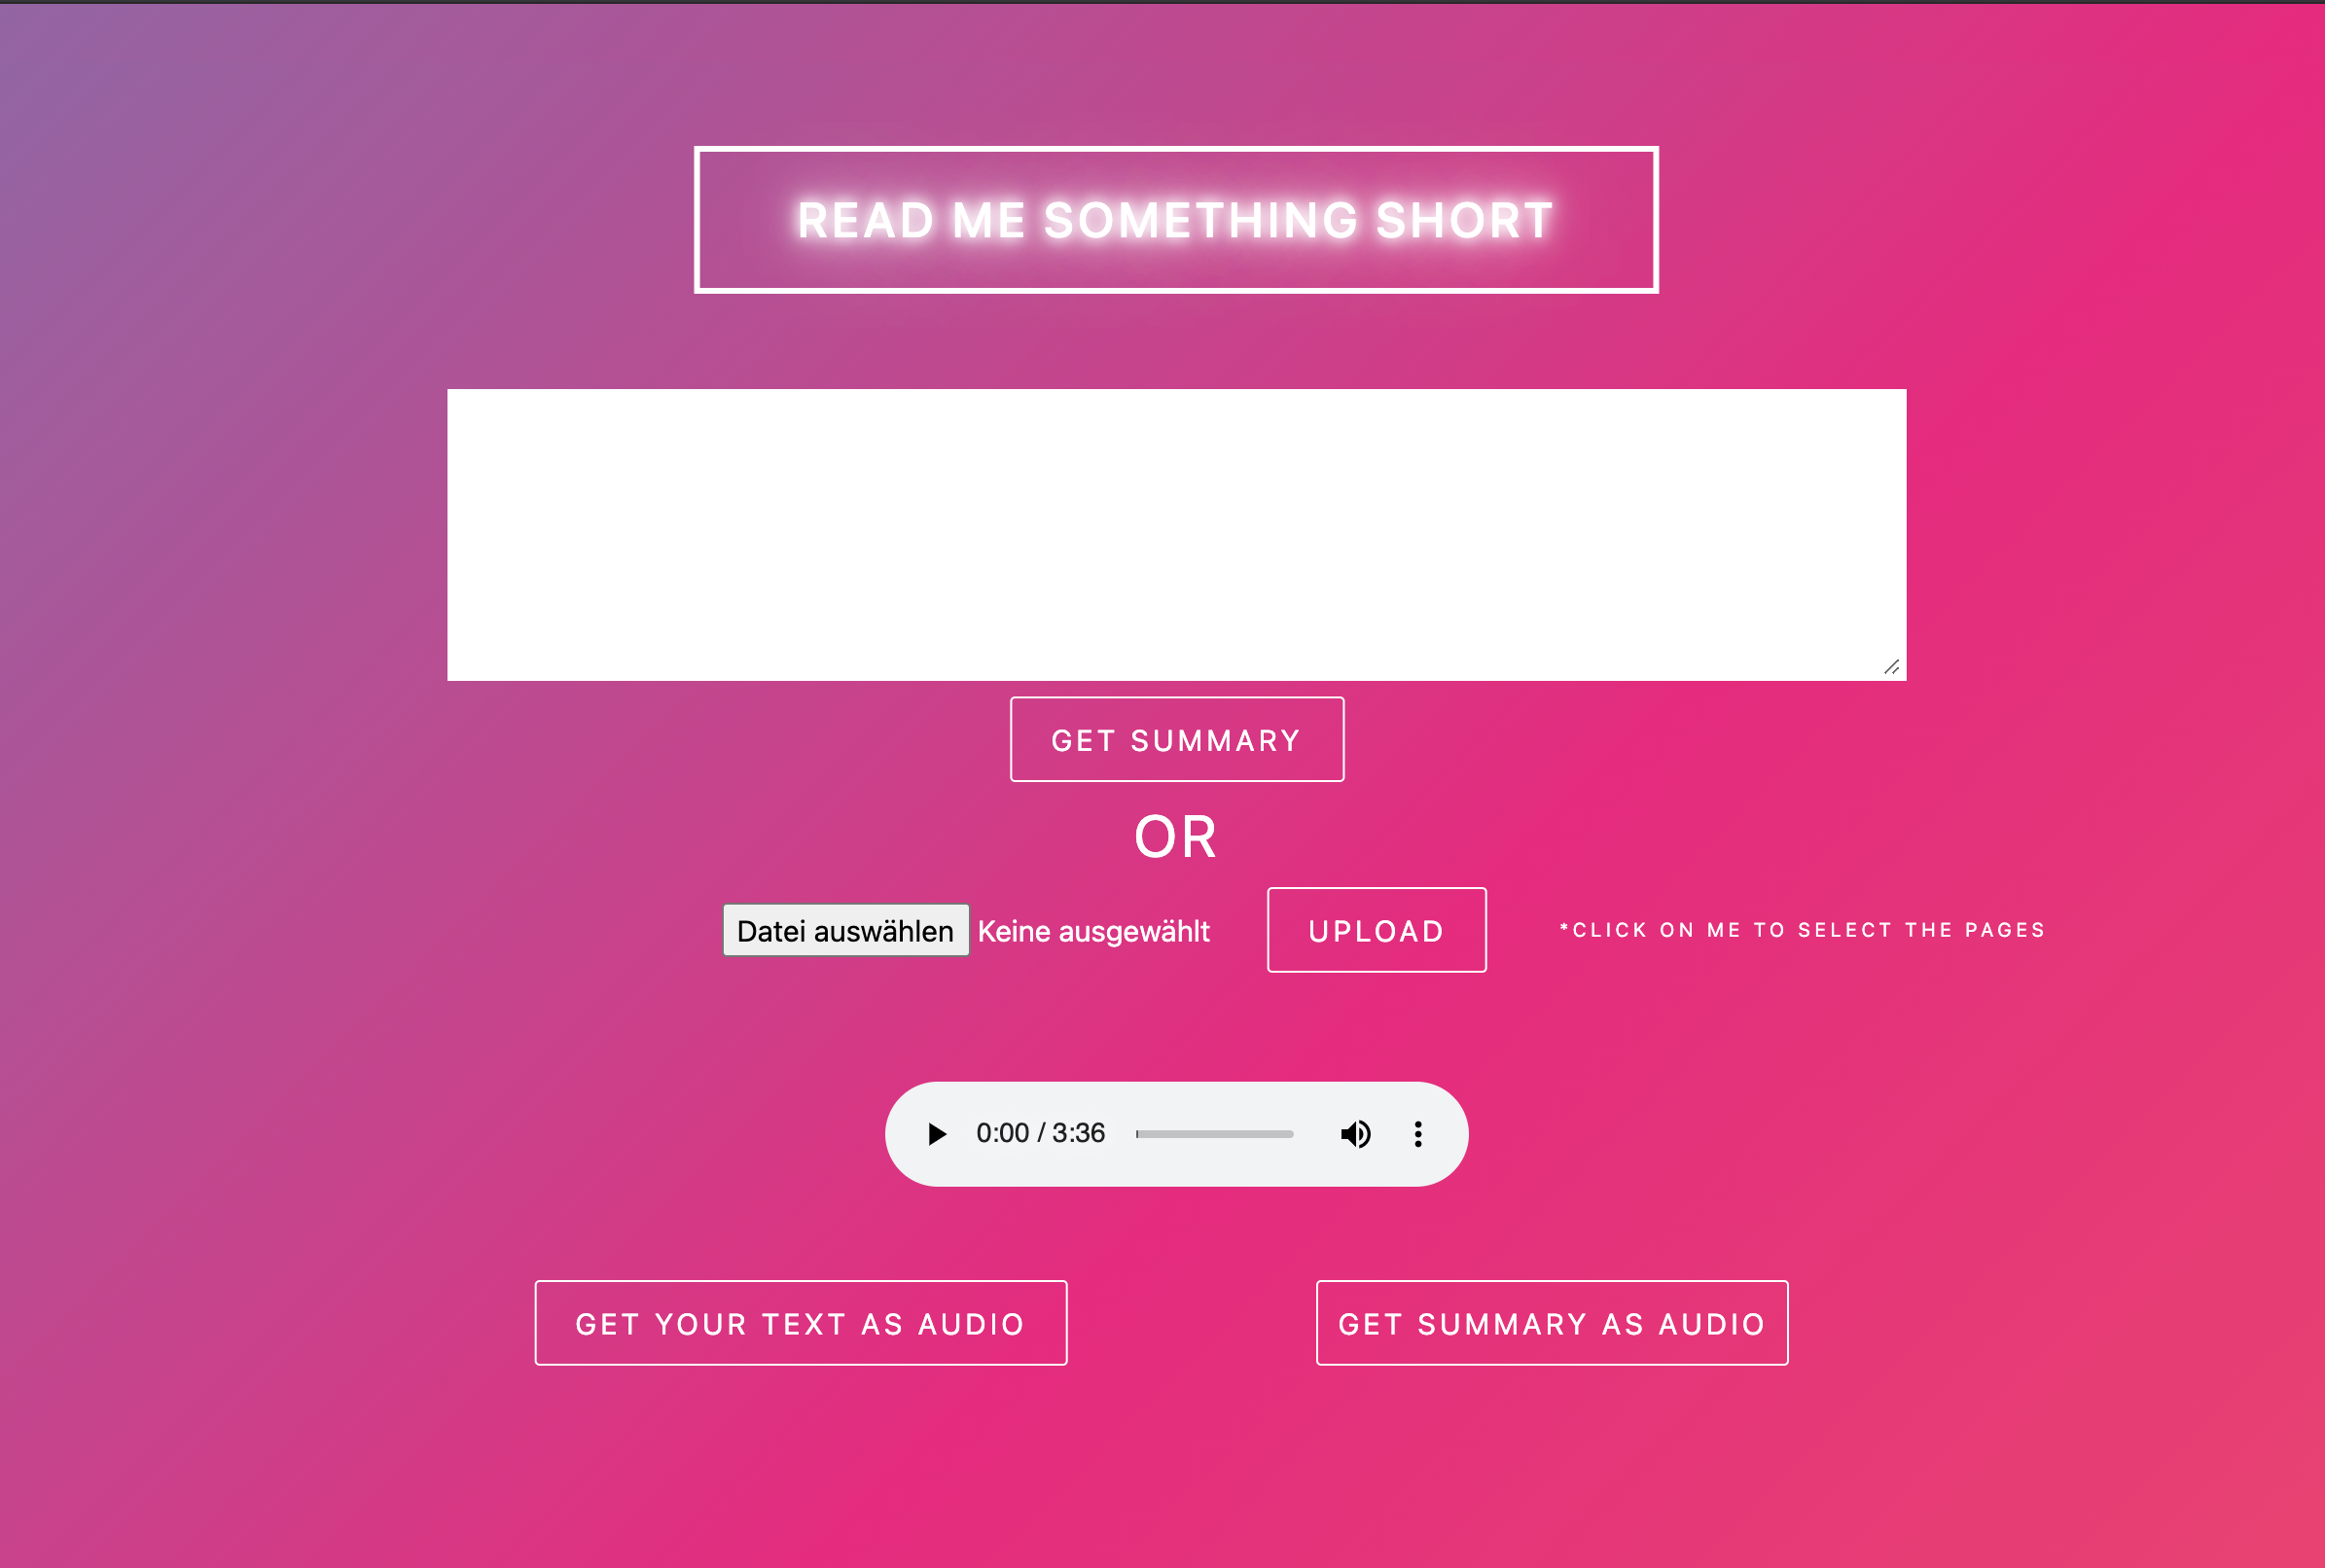 READ ME SOMETHING SHORT
GET SUMMARY
OR
Datei auswählen Keine ausgewählt UPLOAD *CLICK ON ME TO SELECT THE PAGES
0:00 / 3:36
GET YOUR TEXT AS AUDIO GET SUMMARY AS AUDIO